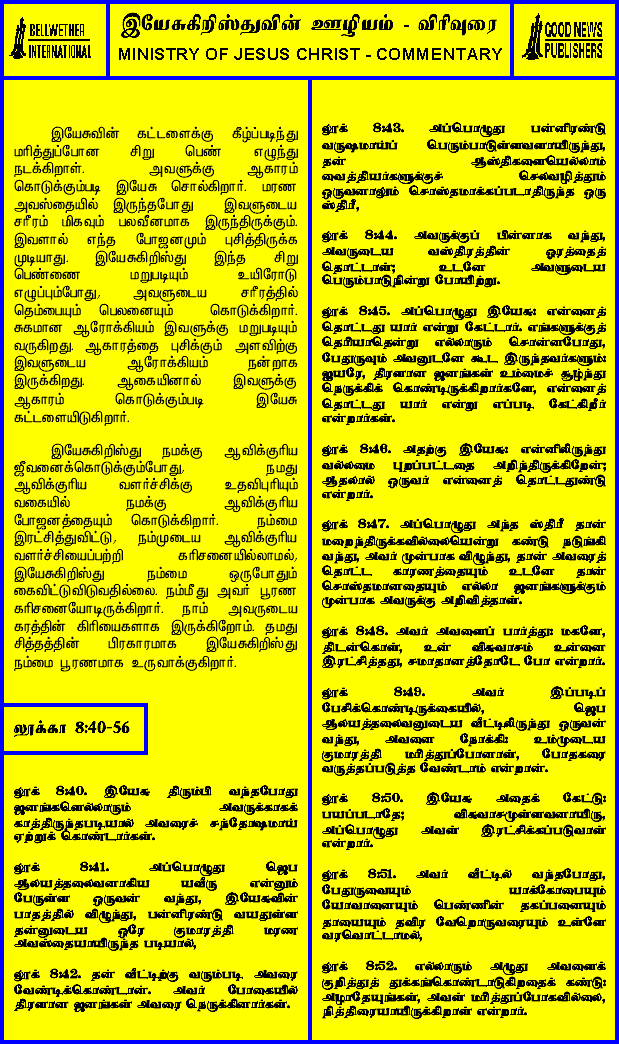 BELLWETHER
INTERNATIONAL
இயேசுகிறிஸ்துவின் ஊழியம் - விரிவுரை
MINISTRY OF JESUS CHRIST - COMMENTARY
GOOD NEWS
PUBLISHERS
இயேசுவின் கட்டளைக்கு கீழ்ப்படிந்து
மரித்துப்போன சிறு பெண் எழுந்து
நடக்கிறாள். அவளுக்கு ஆகாரம்
கொடுக்கும்படி இயேசு சொல்கிறார். மரண
அவஸ்தையில் இருந்தபோது இவளுடைய
சரீரம் மிகவும் பலவீனமாக இருந்திருக்கும்.
இவளால் எந்த போஜனமும் புசித்திருக்க
முடியாது. இயேசுகிறிஸ்து இந்த சிறு
பெண்ணை மறுபடியும் உயிரோடு
எழுப்பும்போது, அவளுடைய சரீரத்தில்
தெம்பையும் பெலனையும் கொடுக்கிறார்.
சுகமான ஆரோக்கியம் இவளுக்கு மறுபடியும்
வருகிறது. ஆகாரத்தை புசிக்கும் அளவிற்கு
இவளுடைய ஆரோக்கியம் நன்றாக
இருக்கிறது. ஆகையினால் இவளுக்கு
ஆகாரம் கொடுக்கும்படி இயேசு
கட்டளையிடுகிறார்.
இயேசுகிறிஸ்து நமக்கு ஆவிக்குரிய
ஜீவனைக்கொடுக்கும்போது, நமது
ஆவிக்குரிய வளர்ச்சிக்கு உதவிபுரியும்
வகையில் நமக்கு ஆவிக்குரிய
போஜனத்தையும் கொடுக்கிறார். நம்மை
இரட்சித்துவிட்டு, நம்முடைய ஆவிக்குரிய
வளர்ச்சியைப்பற்றி கரிசனையில்லாமல்,
இயேசுகிறிஸ்து நம்மை ஒருபோதும்
கைவிட்டுவிடுவதில்லை. நம்மீது அவர் பூரண
கரிசனையோடிருக்கிறார். நாம் அவருடைய
கரத்தின் கிரியைகளாக இருக்கிறோம். தமது
சித்தத்தின் பிரகாரமாக இயேசுகிறிஸ்து
நம்மை பூரணமாக உருவாக்குகிறார்.
லூக்கா 8:40-56
லூக் 8:40. இயேசு திரும்பி வந்தபோது
ஜனங்களெல்லாரும் அவருக்காகக்
காத்திருந்தபடியால் அவரைச் சந்தோஷமாய்
ஏற்றுக் கொண்டார்கள்.
லூக் 8:41. அப்பொழுது ஜெப
ஆலயத்தலைவனாகிய யவீரு என்னும்
பேருள்ள ஒருவன் வந்து, இயேசுவின்
பாதத்தில் விழுந்து, பன்னிரண்டு வயதுள்ள
தன்னுடைய ஒரே குமாரத்தி மரண
அவஸ்தையாயிருந்த படியால்,
லூக் 8:42. தன் வீட்டிற்கு வரும்படி அவரை
வேண்டிக்கொண்டான். அவர் போகையில்
திரளான ஜனங்கள் அவரை நெருக்கினார்கள்.
லூக் 8:43. அப்பொழுது பன்னிரண்டு
வருஷமாய்ப் பெரும்பாடுள்ளவளாயிருந்து,
தன் ஆஸ்திகளையெல்லாம்
வைத்தியர்களுக்குச் செலவழித்தும்
ஒருவனாலும் சொஸ்தமாக்கப்படாதிருந்த ஒரு
ஸ்திரீ,
லூக் 8:44. அவருக்குப் பின்னாக வந்து,
அவருடைய வஸ்திரத்தின் ஓரத்தைத்
தொட்டாள்; உடனே அவளுடைய
பெரும்பாடுநின்று போயிற்று.
லூக் 8:45. அப்பொழுது இயேசு: என்னைத்
தொட்டது யார் என்று கேட்டார். எங்களுக்குத்
தெரியாதென்று எல்லாரும் சொன்னபோது,
பேதுருவும் அவனுடனே கூட இருந்தவர்களும்:
ஐயரே, திரளான ஜனங்கள் உம்மைச் சூழ்ந்து
நெருக்கிக் கொண்டிருக்கிறார்களே, என்னைத்
தொட்டது யார் என்று எப்படி கேட்கிறீர்
என்றார்கள்.
லூக் 8:46. அதற்கு இயேசு: என்னிலிருந்து
வல்லமை புறப்பட்டதை அறிந்திருக்கிறேன்;
ஆதலால் ஒருவர் என்னைத் தொட்டதுண்டு
என்றார்.
லூக் 8:47. அப்பொழுது அந்த ஸ்திரீ தான்
மறைந்திருக்கவில்லையென்று கண்டு நடுங்கி
வந்து, அவர் முன்பாக விழுந்து, தான் அவரைத்
தொட்ட காரணத்தையும் உடனே தான்
சொஸ்தமானதையும் எல்லா ஜனங்களுக்கும்
முன்பாக அவருக்கு அறிவித்தாள்.
லூக் 8:48. அவர் அவளைப் பார்த்து: மகளே,
திடன்கொள், உன் விசுவாசம் உன்னை
இரட்சித்தது, சமாதானத்தோடே போ என்றார்.
லூக் 8:49. அவர் இப்படிப்
பேசிக்கொண்டிருக்கையில், ஜெப
ஆலயத்தலைவனுடைய வீட்டிலிருந்து ஒருவன்
வந்து, அவனை நோக்கி: உம்முடைய
குமாரத்தி மரித்துப்போனாள், போதகரை
வருத்தப்படுத்த வேண்டாம் என்றான்.
லூக் 8:50. இயேசு அதைக் கேட்டு:
பயப்படாதே; விசுவாசமுள்ளவனாயிரு,
அப்பொழுது அவள் இரட்சிக்கப்படுவாள்
என்றார்.
லூக் 8:51. அவர் வீட்டில் வந்தபோது,
பேதுருவையும் யாக்கோபையும்
யோவானையும் பெண்ணின் தகப்பனையும்
தாயையும் தவிர வேறொருவரையும் உள்ளே
வரவொட்டாமல்,
லூக் 8:52. எல்லாரும் அழுது அவளைக்
குறித்துத் துக்கங்கொண்டாடுகிறதைக் கண்டு:
அழாதேயுங்கள், அவள் மரித்துப்போகவில்லை,
நித்திரையாயிருக்கிறாள் என்றார்.